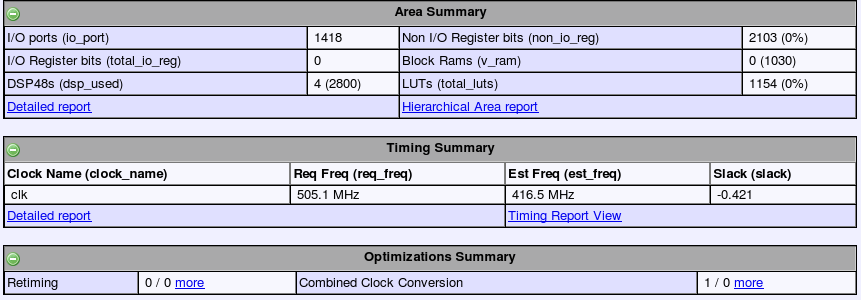 Area Summary
I/O ports (io_port) 1418 Non I/O Register bits (non_io_reg) 2103 (0%)
I/O Register bits (total_io_reg) 0 Block Rams (v_ram) 0 (1030)
DSP48s (dsp_used) 4 (2800) LUTs (total_luts) 1154 (0%)
Detailed report Hierarchical Area report
Timing Summary
Clock Name (clock_name) Req Freq (req_freq) Est Freq (est_freq) Slack (slack)
clk 505.1 MHz 416.5 MHz -0.421
Detailed report Timing Report View
Optimizations Summary
Retiming 0 / 0 more Combined Clock Conversion 1 / 0 more